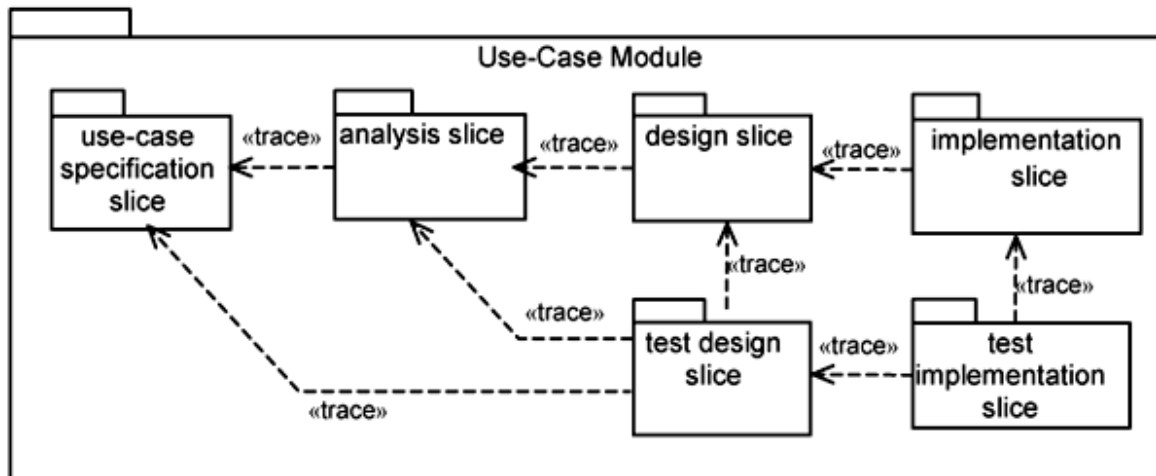 Use-Case Module
use-case
specification
slice
«trace»
analysis slice
«trace»
design slice
«trace»
implementation
slice
«trace»
«trace»
«trace»
«trace»
test design
slice
«trace»
test
implementation
slice